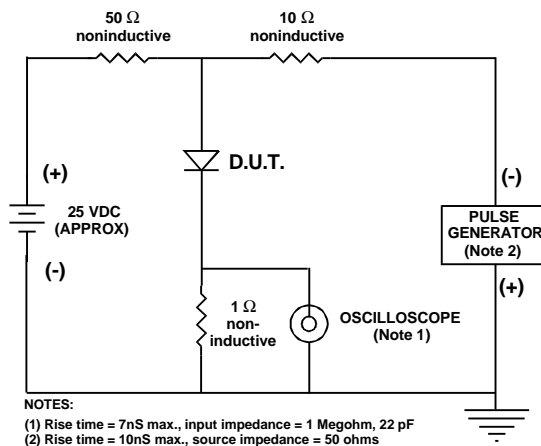 50 Ω
noninductive
10 Ω
noninductive
D.U.T.
(+)
25 VDC
(APPROX)
(-)
(-)
PULSE
GENERATOR
(Note 2)
(+)
1 Ω
non-
inductive
OSCILLOSCOPE
(Note 1)
NOTES:
(1) Rise time = 7nS max., input impedance = 1 Megohm, 22 pF
(2) Rise time = 10nS max., source impedance = 50 ohms